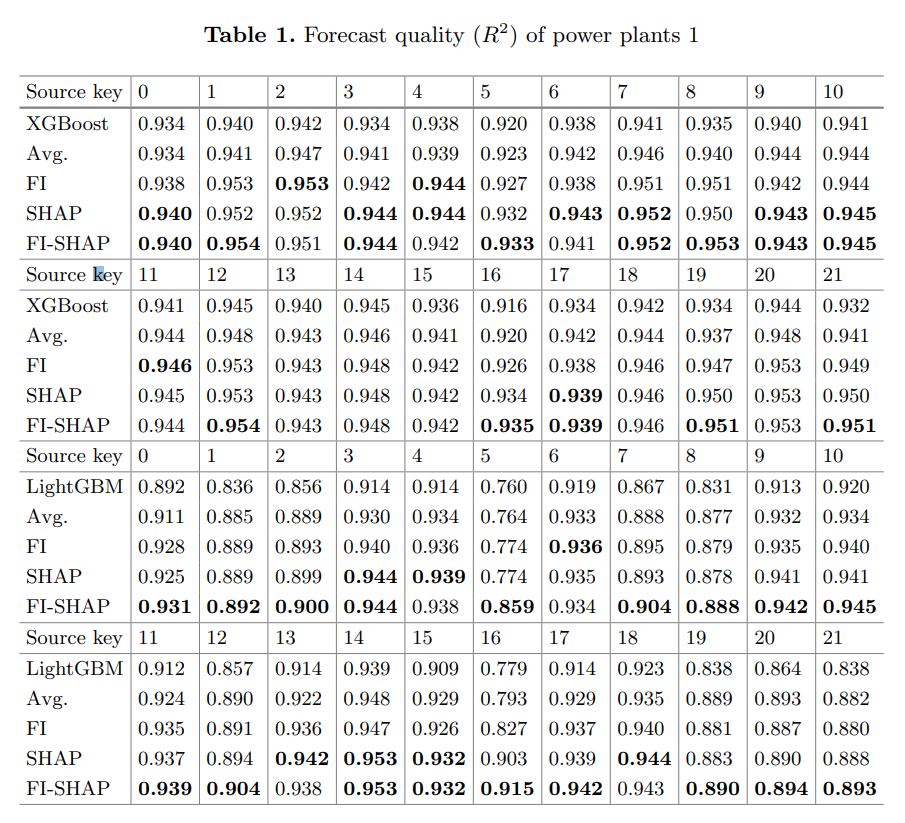 Table 1. Forecast quality (R²) of power plants 1
Source key 0 1 2 3 4 5 6 7 8 9 10
XGBoost 0.934 0.940 0.942 0.934 0.938 0.920 0.938 0.941 0.935 0.940 0.941
Avg. 0.934 0.941 0.947 0.941 0.939 0.923 0.942 0.946 0.940 0.944 0.944
FI 0.938 0.953 0.953 0.942 0.944 0.927 0.938 0.951 0.951 0.942 0.944
SHAP 0.940 0.952 0.952 0.944 0.944 0.932 0.943 0.952 0.950 0.943 0.945
FI-SHAP 0.940 0.954 0.951 0.944 0.942 0.933 0.941 0.952 0.953 0.943 0.945
Source key 11 12 13 14 15 16 17 18 19 20 21
XGBoost 0.941 0.945 0.940 0.945 0.936 0.916 0.934 0.942 0.934 0.944 0.932
Avg. 0.944 0.948 0.943 0.946 0.941 0.920 0.942 0.944 0.937 0.948 0.941
FI 0.946 0.953 0.943 0.948 0.942 0.926 0.938 0.946 0.947 0.953 0.949
SHAP 0.945 0.953 0.943 0.948 0.942 0.934 0.939 0.946 0.950 0.953 0.950
FI-SHAP 0.944 0.954 0.943 0.948 0.942 0.935 0.939 0.946 0.951 0.953 0.951
Source key 0 1 2 3 4 5 6 7 8 9 10
LightGBM 0.892 0.836 0.856 0.914 0.914 0.760 0.919 0.867 0.831 0.913 0.920
Avg. 0.911 0.885 0.889 0.930 0.934 0.764 0.933 0.888 0.877 0.932 0.934
FI 0.928 0.889 0.893 0.940 0.936 0.774 0.936 0.895 0.879 0.935 0.940
SHAP 0.925 0.889 0.899 0.944 0.939 0.774 0.935 0.893 0.878 0.941 0.941
FI-SHAP 0.931 0.892 0.900 0.944 0.938 0.859 0.934 0.904 0.888 0.942 0.945
Source key 11 12 13 14 15 16 17 18 19 20 21
LightGBM 0.912 0.857 0.914 0.939 0.909 0.779 0.914 0.923 0.838 0.864 0.838
Avg. 0.924 0.890 0.922 0.948 0.929 0.793 0.929 0.935 0.889 0.893 0.882
FI 0.935 0.891 0.936 0.947 0.926 0.827 0.937 0.940 0.881 0.887 0.880
SHAP 0.937 0.894 0.942 0.953 0.932 0.903 0.939 0.944 0.883 0.890 0.888
FI-SHAP 0.939 0.904 0.938 0.953 0.932 0.915 0.942 0.943 0.890 0.894 0.893